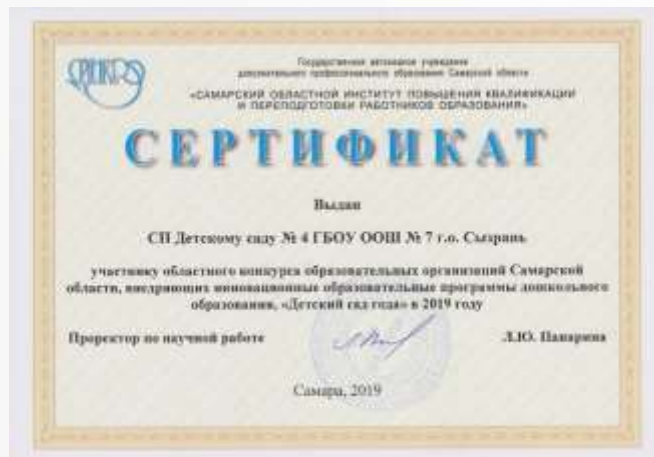 SIPKRO
Государственное автономное учреждение
дополнительного профессионального образования Самарской области
«САМАРСКИЙ ОБЛАСТНОЙ ИНСТИТУТ ПОВЫШЕНИЯ КВАЛИФИКАЦИИ
И ПЕРЕПОДГОТОВКИ РАБОТНИКОВ ОБРАЗОВАНИЯ»
СЕРТИФИКАТ
Выдан
СП Детскому саду № 4 ГБОУ ООШ № 7 г.о. Сызрань
участнику областного конкурса образовательных организаций Самарской
области, внедряющих инновационные образовательные программы дошкольного
образования, «Детский сад года» в 2019 году
Проректор по научной работе Л.Ю. Панарина
Самара, 2019